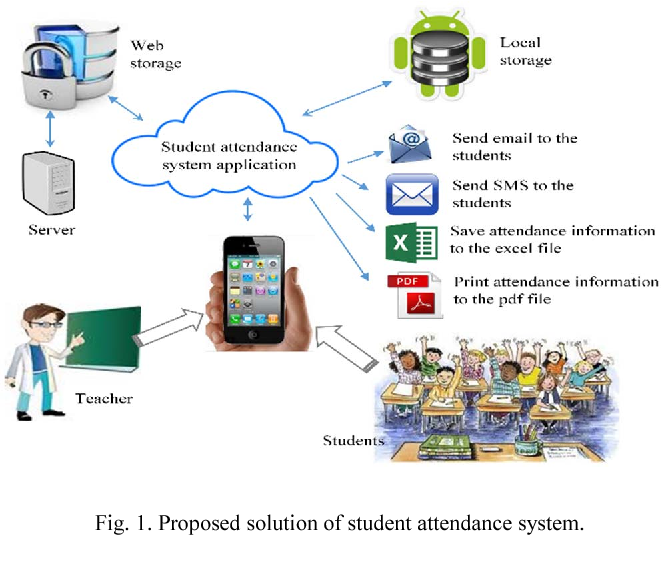 Web
storage
Local
storage
Student attendance
system application
@
Send email to the
students
Send SMS to the
students
Server
X
Save attendance information
to the excel file
PDF
Print attendance information
to the pdf file
Teacher
Students
Fig. 1. Proposed solution of student attendance system.